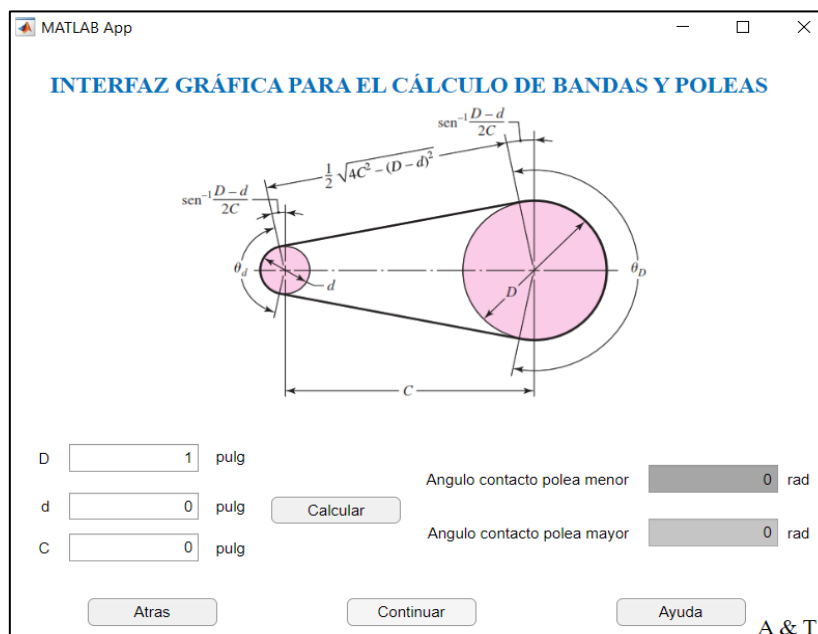 MATLAB App
INTERFAZ GRÁFICA PARA EL CÁLCULO DE BANDAS Y POLEAS
sen⁻¹ D – d / 2C
1/2 √4C² – (D – d)²
sen⁻¹ D – d / 2C
θd
d
D
θD
C
D 1 pulg
d 0 pulg
C 0 pulg
Calcular
Angulo contacto polea menor 0 rad
Angulo contacto polea mayor 0 rad
Atras Continuar Ayuda
A & T